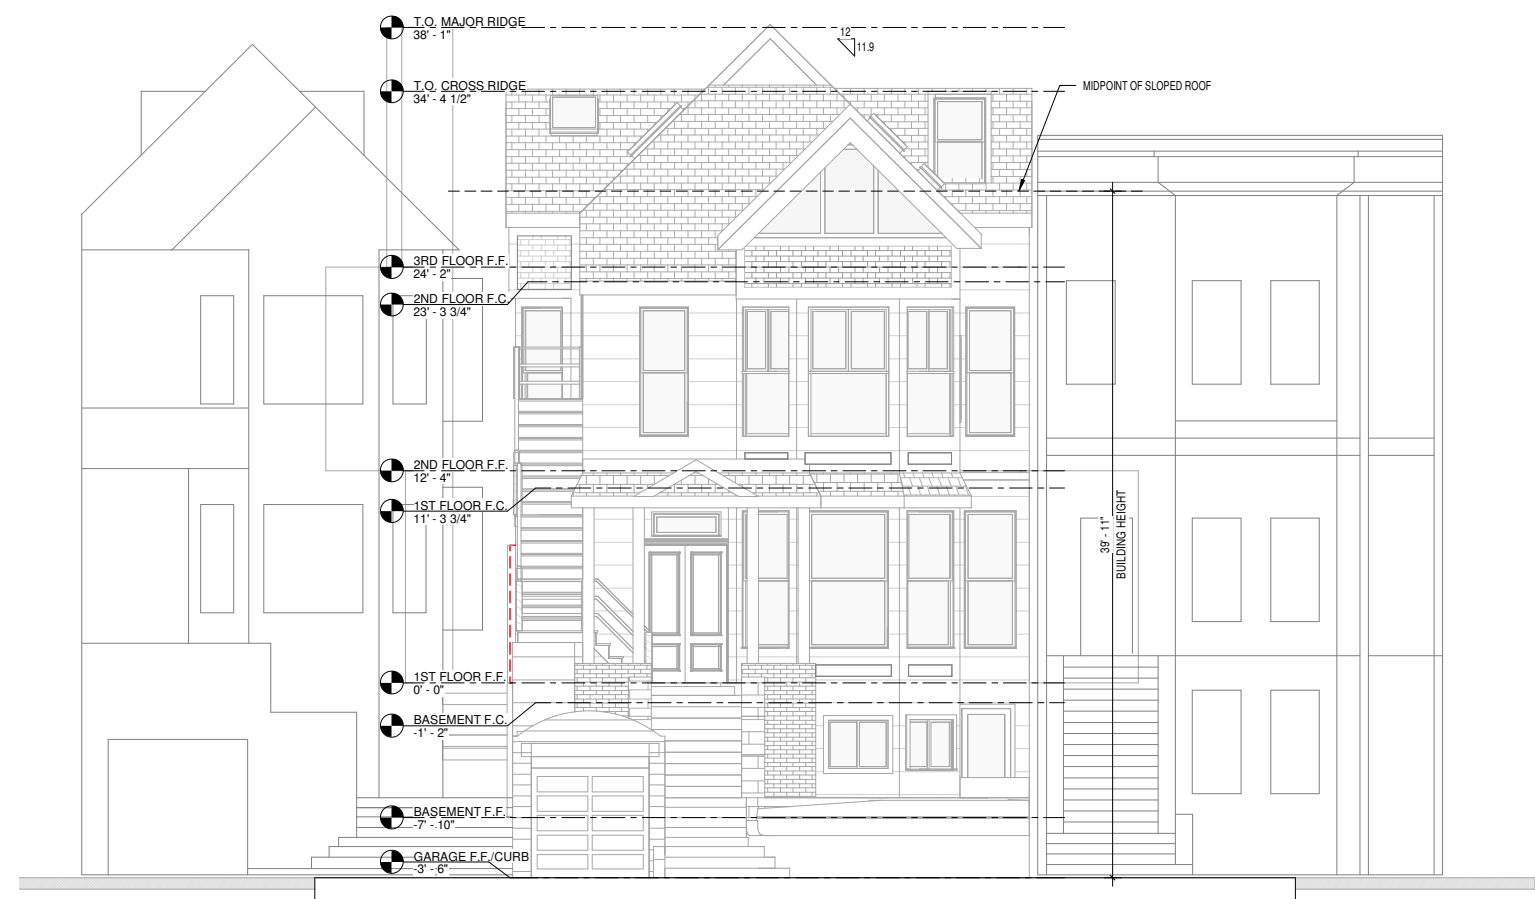 T.O. MAJOR RIDGE
38' - 1"
12
11.9
T.O. CROSS RIDGE
34' - 4 1/2"
MIDPOINT OF SLOPED ROOF
3RD FLOOR F.F.
24' - 2"
2ND FLOOR F.C.
23' - 3 3/4"
2ND FLOOR F.F.
12' - 4"
1ST FLOOR F.C.
11' - 3 3/4"
39' - 11"
BUILDING HEIGHT
1ST FLOOR F.F.
0' - 0"
BASEMENT F.C.
-1' - 2"
BASEMENT F.F.
-7' - 10"
GARAGE F.F./CURB
-3' - 6"